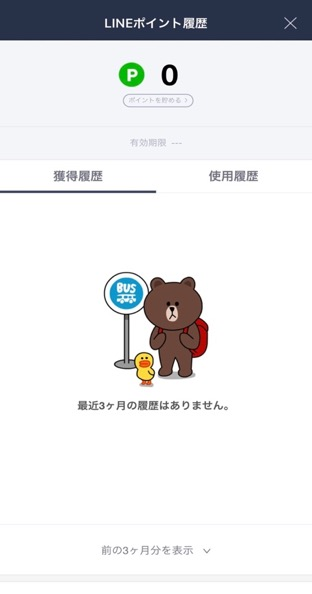 LINEポイント履歴
P 0
ポイントを貯める
有効期限 ---
獲得履歴 使用履歴
BUS
最近3ヶ月の履歴はありません。
前の3ヶ月分を表示